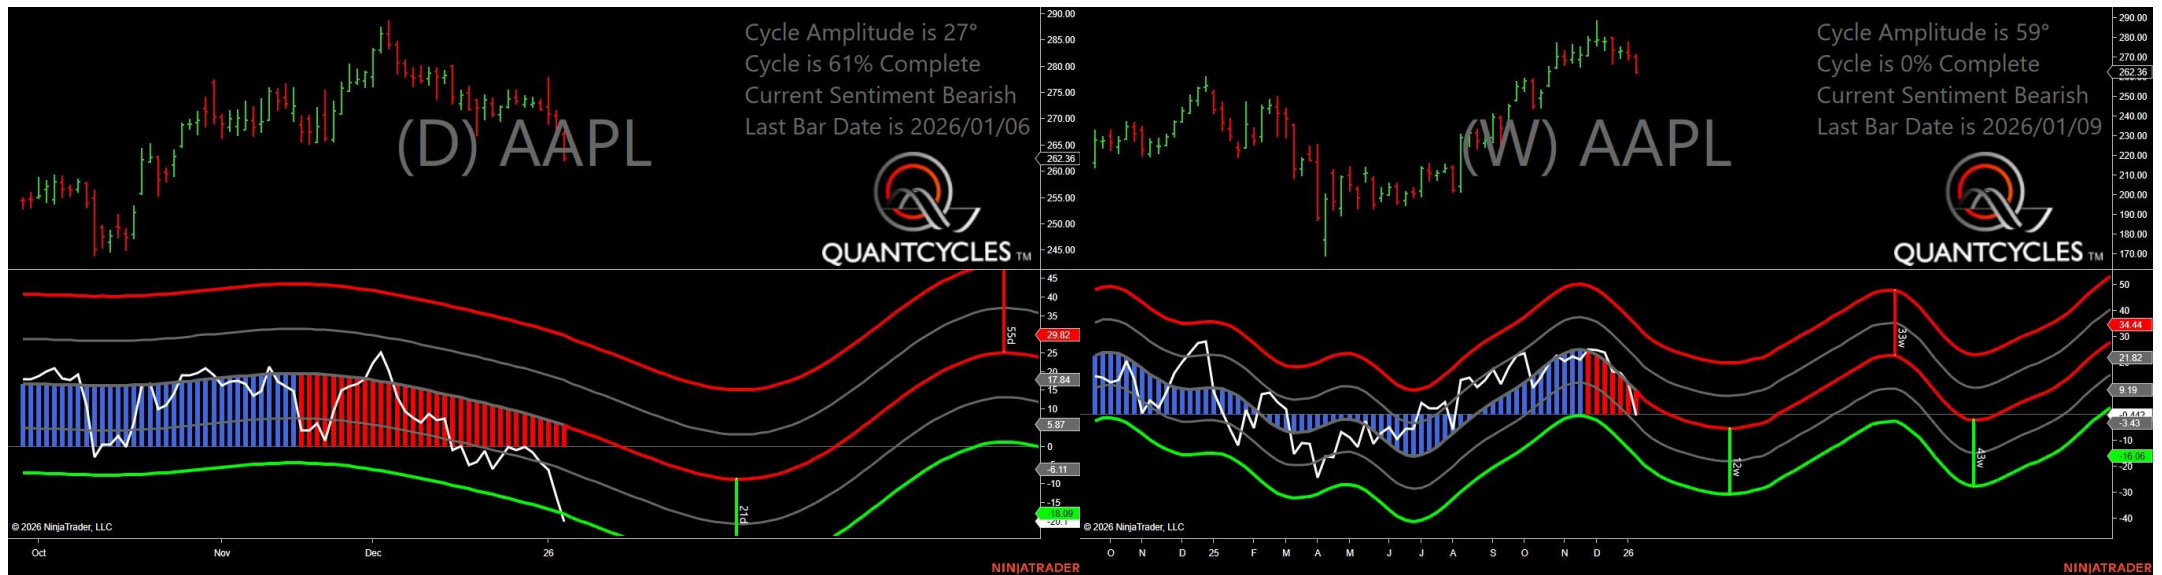 Cycle Amplitude is 27°
Cycle is 61% Complete
Current Sentiment Bearish
Last Bar Date is 2026/01/06
(D) AAPL
QUANTCYCLES TM
290.00
285.00
280.00
275.00
270.00
265.00
262.36
260.00
255.00
250.00
245.00
45
40
35
29.82
25
20
17.84
15
10
5.87
0
-6.11
-10
-15
-18.09
-20.1
55d
21d
© 2026 NinjaTrader, LLC
Oct Nov Dec 26
NINJATRADER
Cycle Amplitude is 59°
Cycle is 0% Complete
Current Sentiment Bearish
Last Bar Date is 2026/01/09
(W) AAPL
QUANTCYCLES TM
290.00
280.00
270.00
262.36
250.00
240.00
230.00
220.00
210.00
200.00
190.00
180.00
170.00
50
40
34.44
30
21.82
9.19
-0.442
-3.43
-10
-16.06
-20
-30
-40
33w
12w
43w
© 2026 NinjaTrader, LLC
O N D 25 F M A M J J A S O N D 26
NINJATRADER